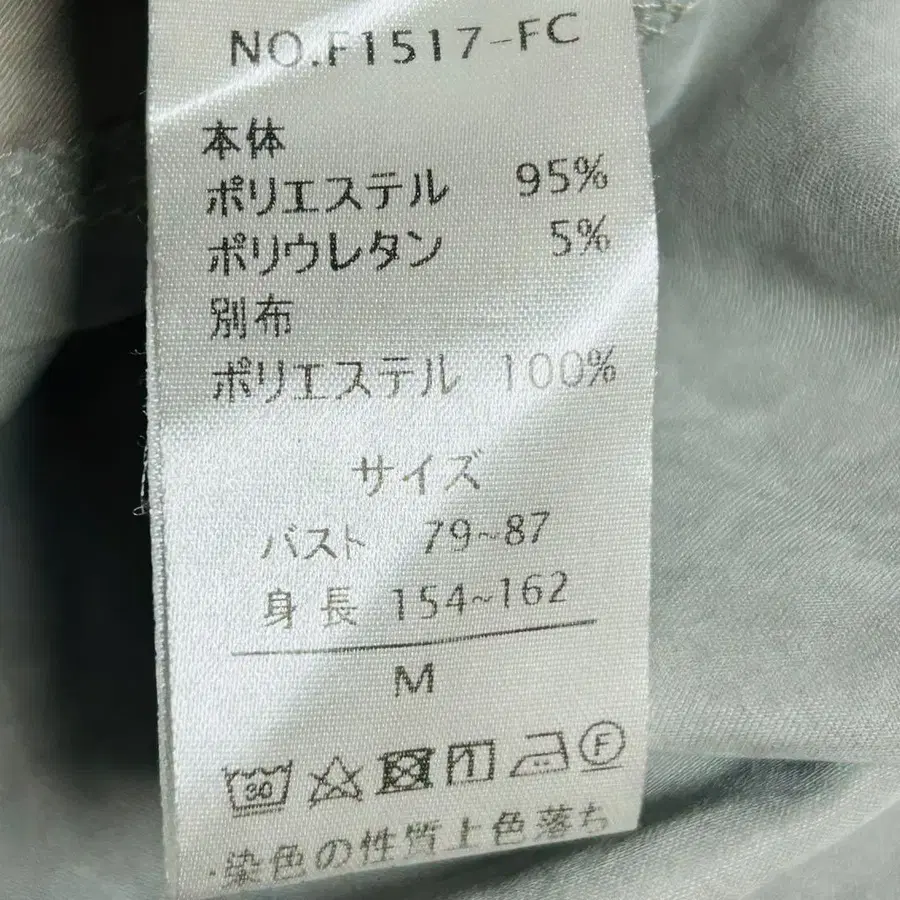 NO.F1517-FC
本体
ポリエステル 95%
ポリウレタン 5%
別布
ポリエステル 100%
サイズ
バスト 79~87
身長 154~162
M
30 F
・染色の性質上色落ち